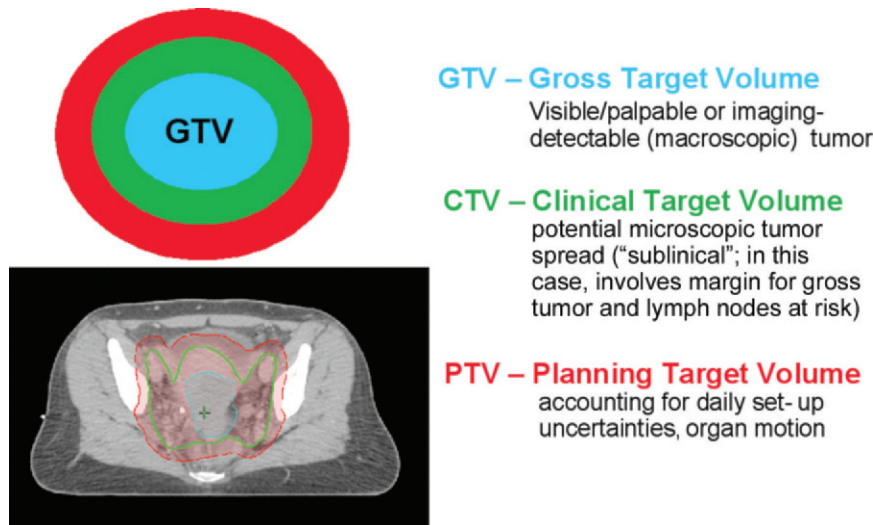 GTV
GTV – Gross Target Volume
Visible/palpable or imaging-
detectable (macroscopic) tumor
CTV – Clinical Target Volume
potential microscopic tumor
spread (“sublinical”; in this
case, involves margin for gross
tumor and lymph nodes at risk)
PTV – Planning Target Volume
accounting for daily set- up
uncertainties, organ motion